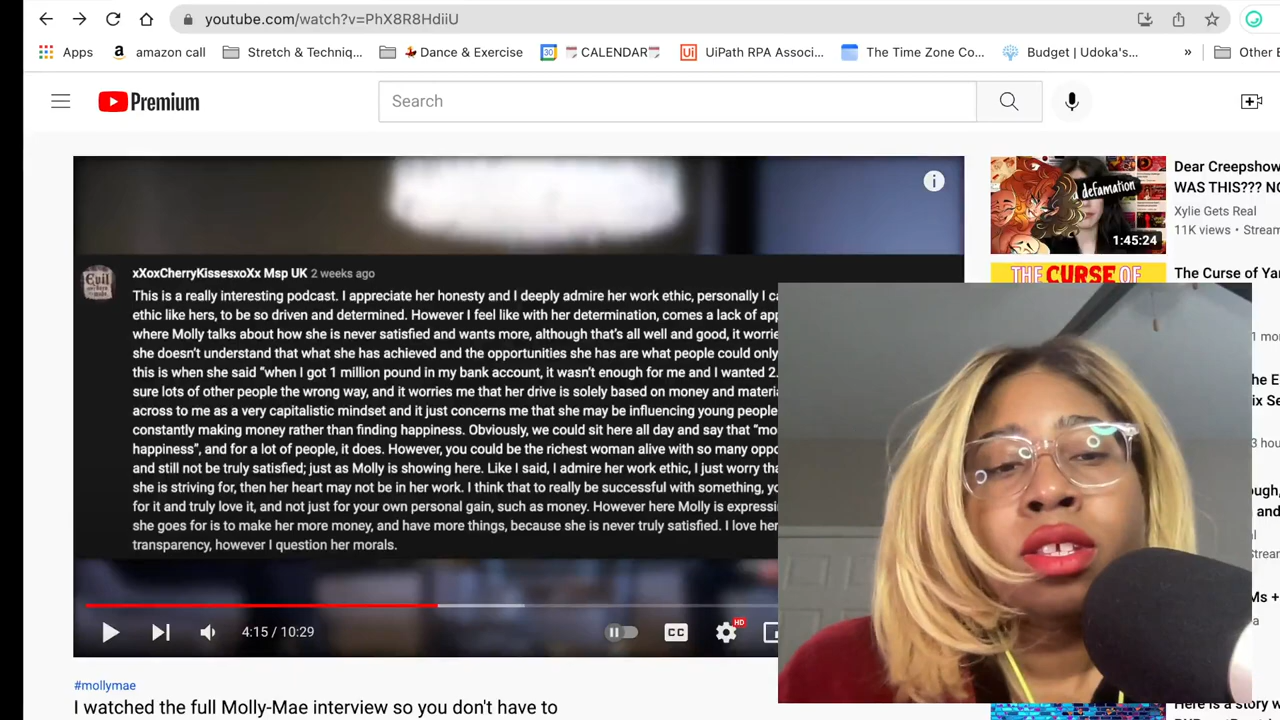 youtube.com/watch?v=PhX8R8HdiiU
Apps
amazon call
Stretch & Techniq...
Dance & Exercise
30
CALENDAR
Ui
UiPath RPA Associ...
The Time Zone Co...
Budget | Udoka's...
»
Other
Premium
Search
Dear Creepshow
WAS THIS??? NO
Xylie Gets Real
11K views • Stream
defamation
1:45:24
THE CURSE OF
The Curse of Yan
xXoxCherryKissesxoXx Msp UK 2 weeks ago
This is a really interesting podcast. I appreciate her honesty and I deeply admire her work ethic, personally I
ethic like hers, to be so driven and determined. However I feel like with her determination, comes a lack of
where Molly talks about how she is never satisfied and wants more, although that's all well and good, it
she doesn't understand that what she has achieved and the opportunities she has are what people could only
this is when she said "when I got 1 million pound in my bank account, it wasn't enough for me and I wanted 2.
sure lots of other people the wrong way, and it worries me that her drive is solely based on money and
across to me as a very capitalistic mindset and it just concerns me that she may be influencing young people
constantly making money rather than finding happiness. Obviously, we could sit here all day and say that
happiness", and for a lot of people, it does. However, you could be the richest woman alive with so many
and still not be truly satisfied; just as Molly is showing here. Like I said, I admire her work ethic, I just worry
she is striving for, then her heart may not be in her work. I think that to really be successful with something,
for it and truly love it, and not just for your own personal gain, such as money. However here Molly is
she goes for is to make her more money, and have more things, because she is never truly satisfied. I love her
transparency, however I question her morals.
4:15 / 10:29
CC
HD
#mollymae
I watched the full Molly-Mae interview so you don't have to